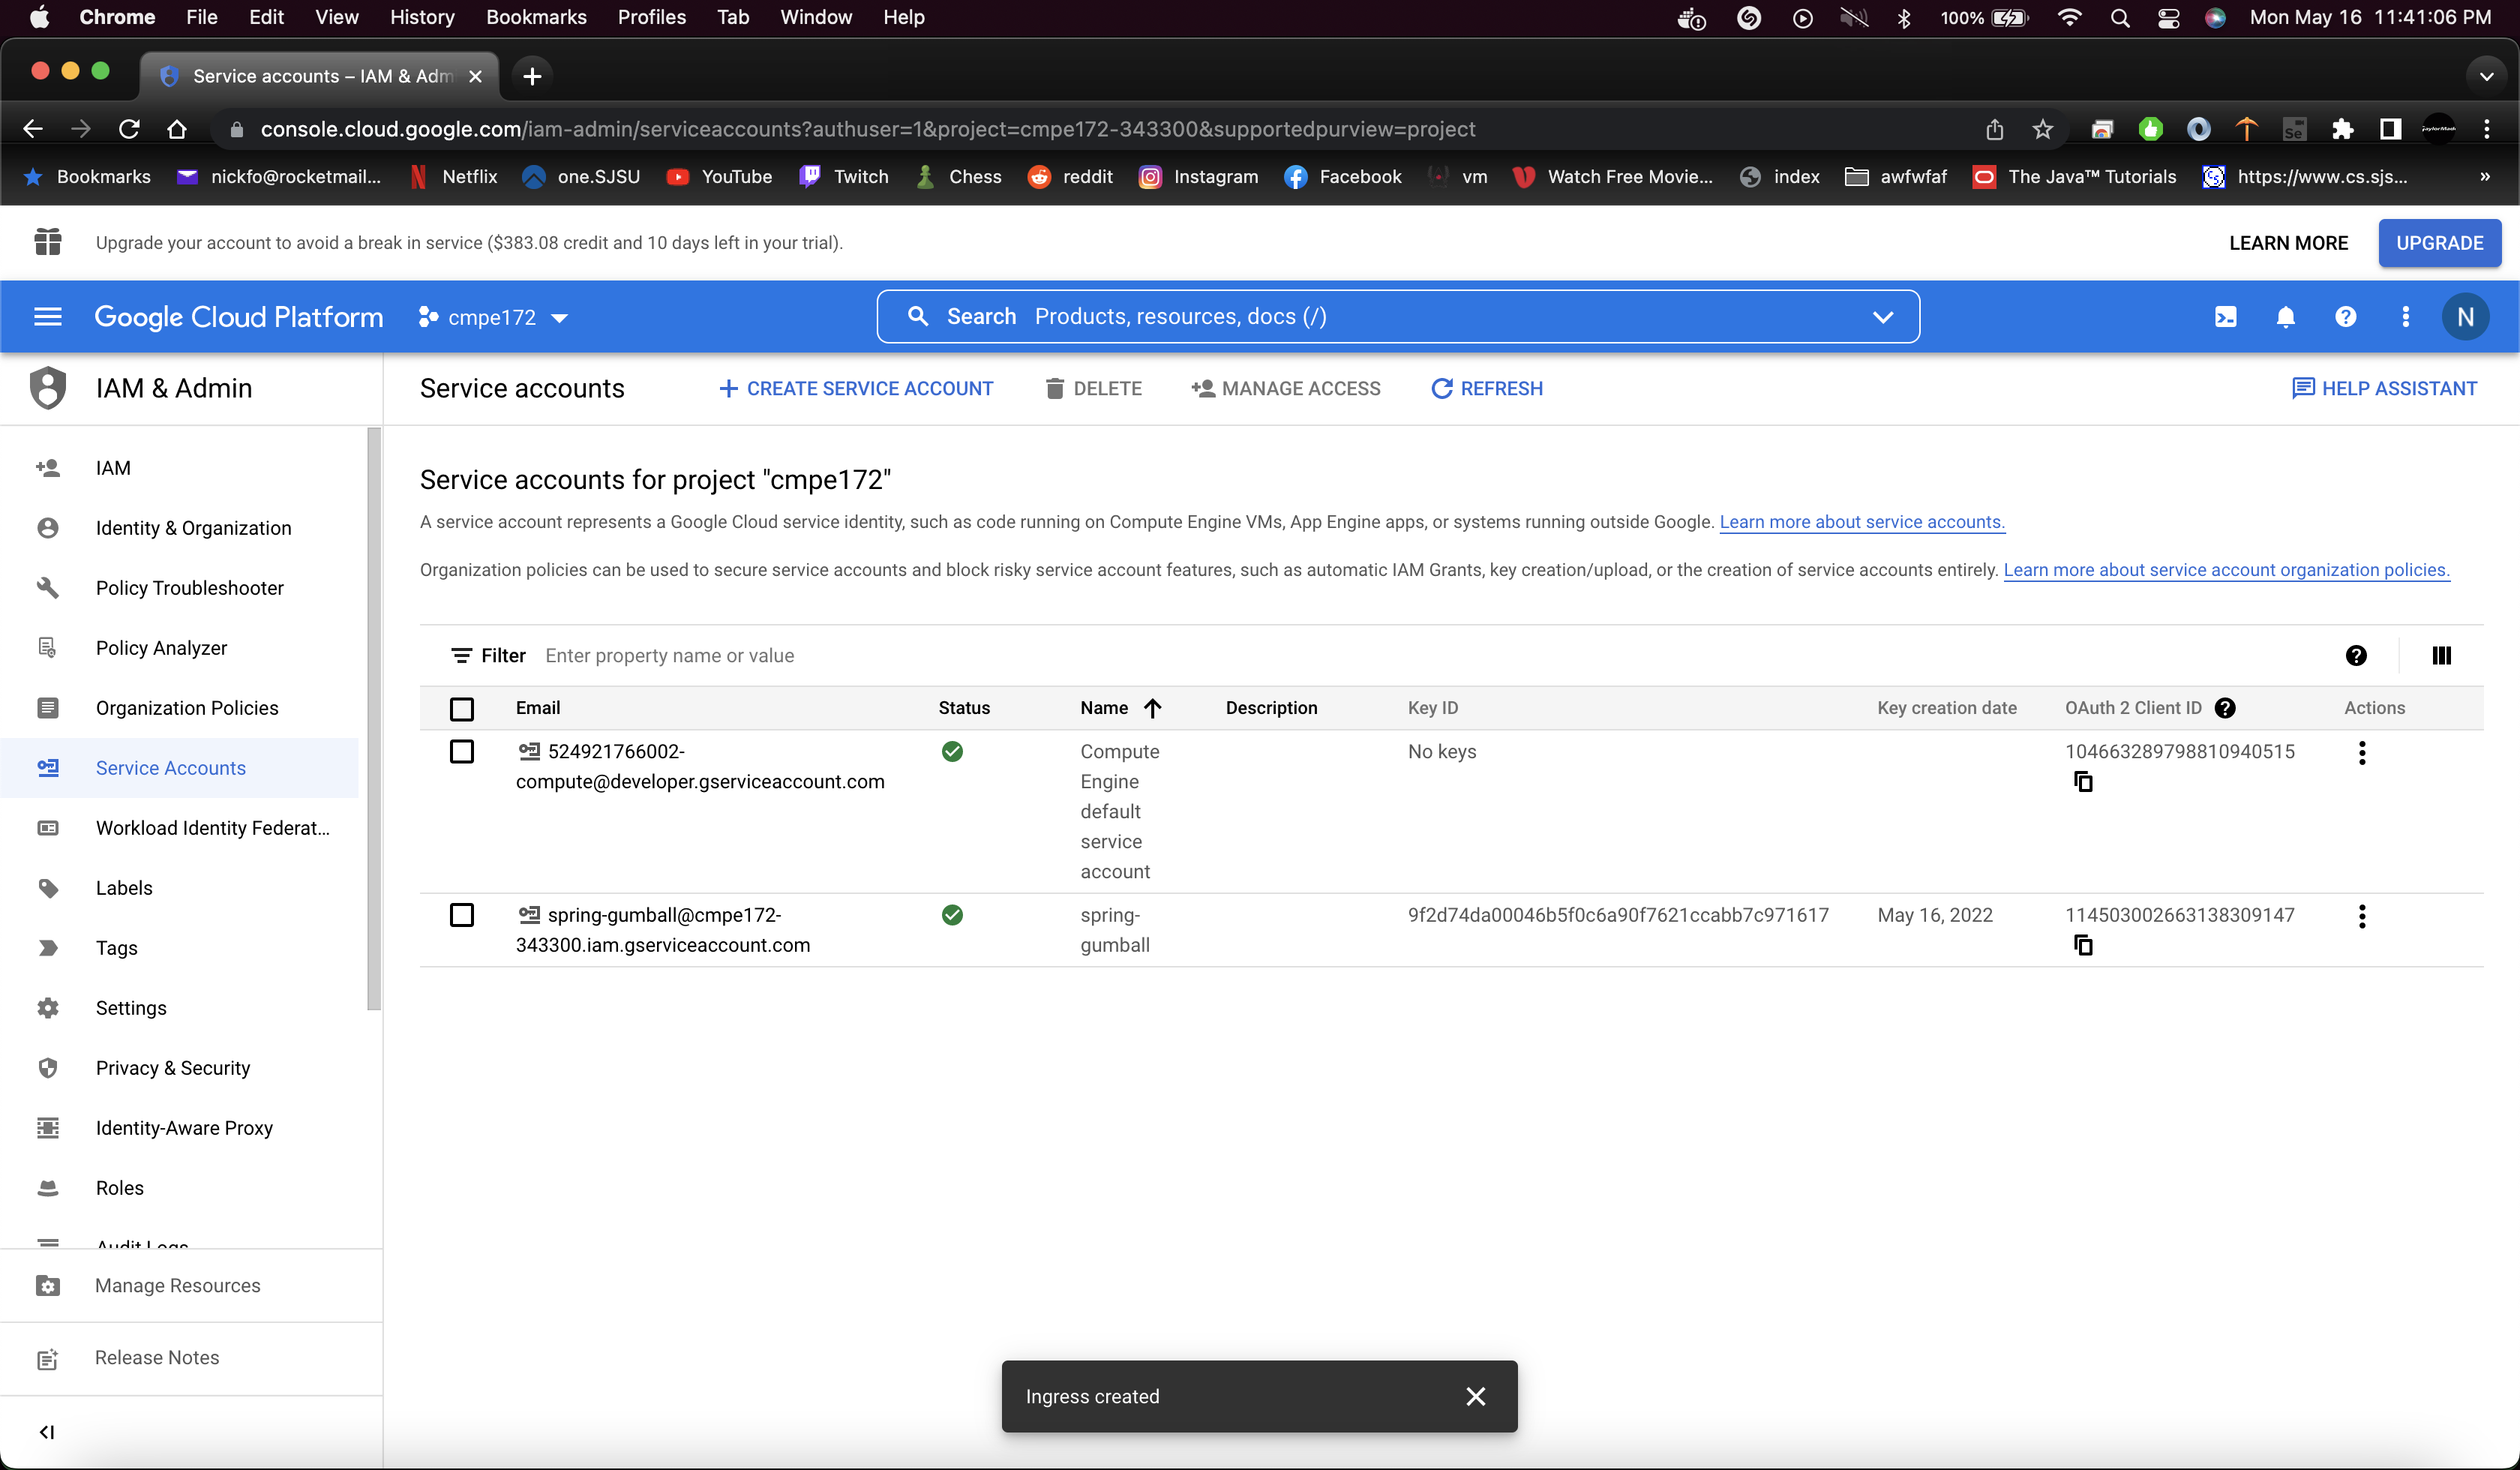 Chrome File Edit View History Bookmarks Profiles Tab Window Help 100% Mon May 16 11:41:06 PM
Service accounts – IAM & Adm
console.cloud.google.com/iam-admin/serviceaccounts?authuser=1&project=cmpe172-343300&supportedpurview=project
Bookmarks nickfo@rocketmail... Netflix one.SJSU YouTube Twitch Chess reddit Instagram Facebook vm Watch Free Movie... index awfwfaf The Java™ Tutorials https://www.cs.sjs... »
Upgrade your account to avoid a break in service ($383.08 credit and 10 days left in your trial). LEARN MORE UPGRADE
Google Cloud Platform cmpe172 Search Products, resources, docs (/) N
IAM & Admin
Service accounts CREATE SERVICE ACCOUNT DELETE MANAGE ACCESS REFRESH HELP ASSISTANT
IAM
Identity & Organization
Policy Troubleshooter
Policy Analyzer
Organization Policies
Service Accounts
Workload Identity Federat...
Labels
Tags
Settings
Privacy & Security
Identity-Aware Proxy
Roles
Audit Logs
Manage Resources
Release Notes
Service accounts for project "cmpe172"
A service account represents a Google Cloud service identity, such as code running on Compute Engine VMs, App Engine apps, or systems running outside Google. Learn more about service accounts.
Organization policies can be used to secure service accounts and block risky service account features, such as automatic IAM Grants, key creation/upload, or the creation of service accounts entirely. Learn more about service account organization policies.
Filter Enter property name or value
Email Status Name Description Key ID Key creation date OAuth 2 Client ID Actions
524921766002- Compute No keys 104663289798810940515
compute@developer.gserviceaccount.com Engine
default
service
account
spring-gumball@cmpe172- spring- 9f2d74da00046b5f0c6a90f7621ccabb7c971617 May 16, 2022 114503002663138309147
343300.iam.gserviceaccount.com gumball
Ingress created